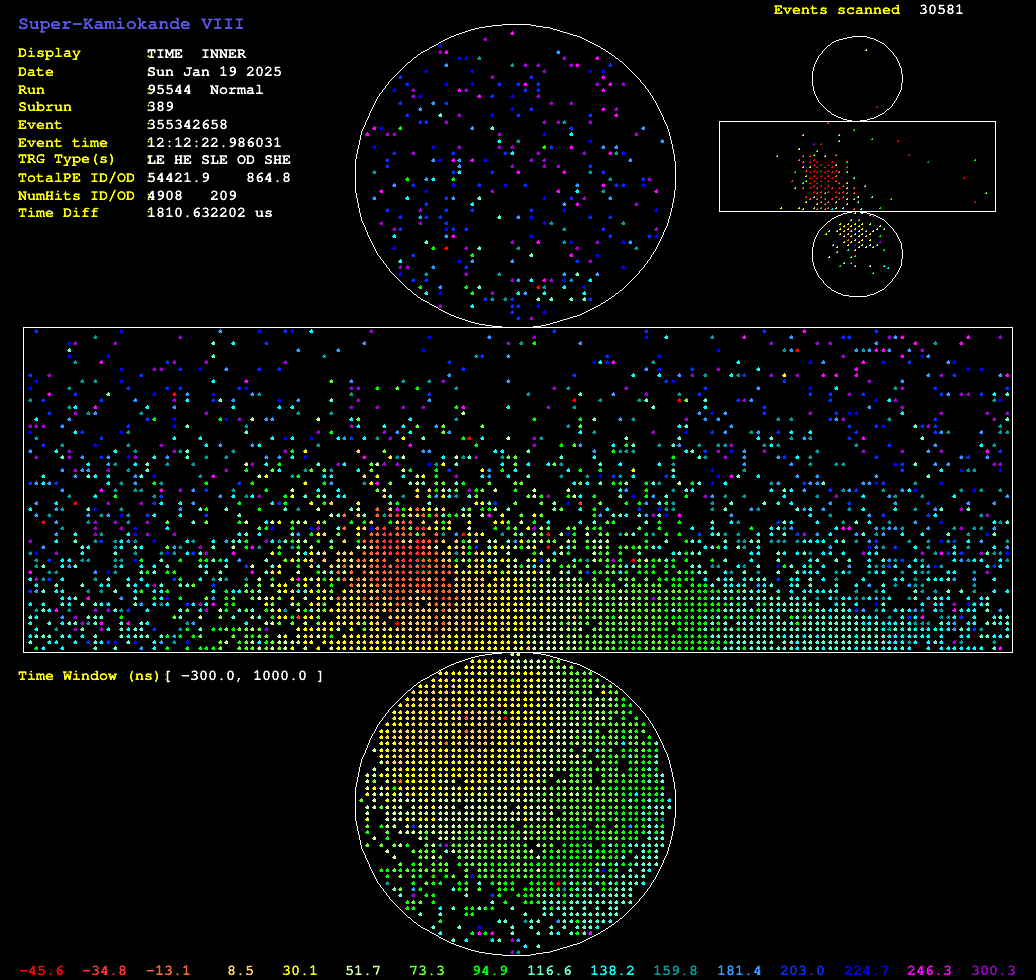 Super-Kamiokande VIII
Events scanned 30581
Display TIME INNER
Date Sun Jan 19 2025
Run 95544 Normal
Subrun 389
Event 355342658
Event time 12:12:22.986031
TRG Type(s) LE HE SLE OD SHE
TotalPE ID/OD 54421.9 864.8
NumHits ID/OD 4908 209
Time Diff 1810.632202 us
Time Window (ns)[ -300.0, 1000.0 ]
-45.6 -34.8 -13.1 8.5 30.1 51.7 73.3 94.9 116.6 138.2 159.8 181.4 203.0 224.7 246.3 300.3